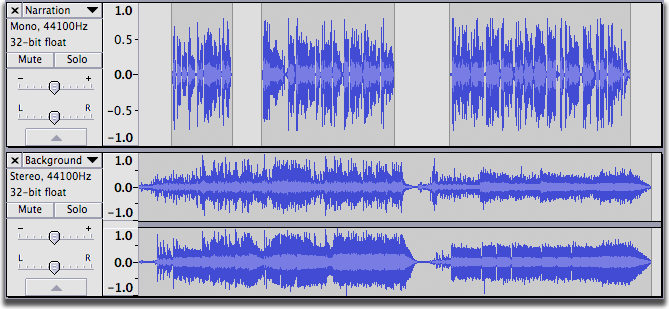 × Narration ▼
Mono, 44100Hz
32-bit float
Mute Solo
- +
L R
1.0
0.5
0.0
-0.5
-1.0
× Background ▼
Stereo, 44100Hz
32-bit float
Mute Solo
- +
L R
1.0
0.0
-1.0
1.0
0.0
-1.0